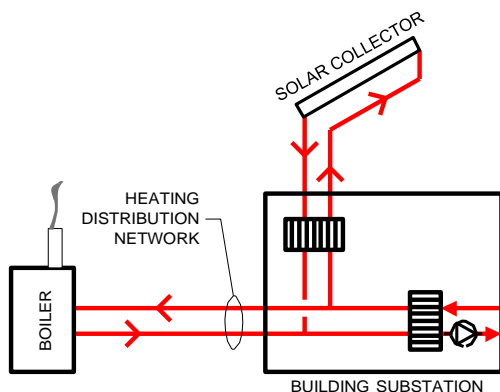 SOLAR COLLECTOR
HEATING
DISTRIBUTION
NETWORK
BOILER
BUILDING SUBSTATION